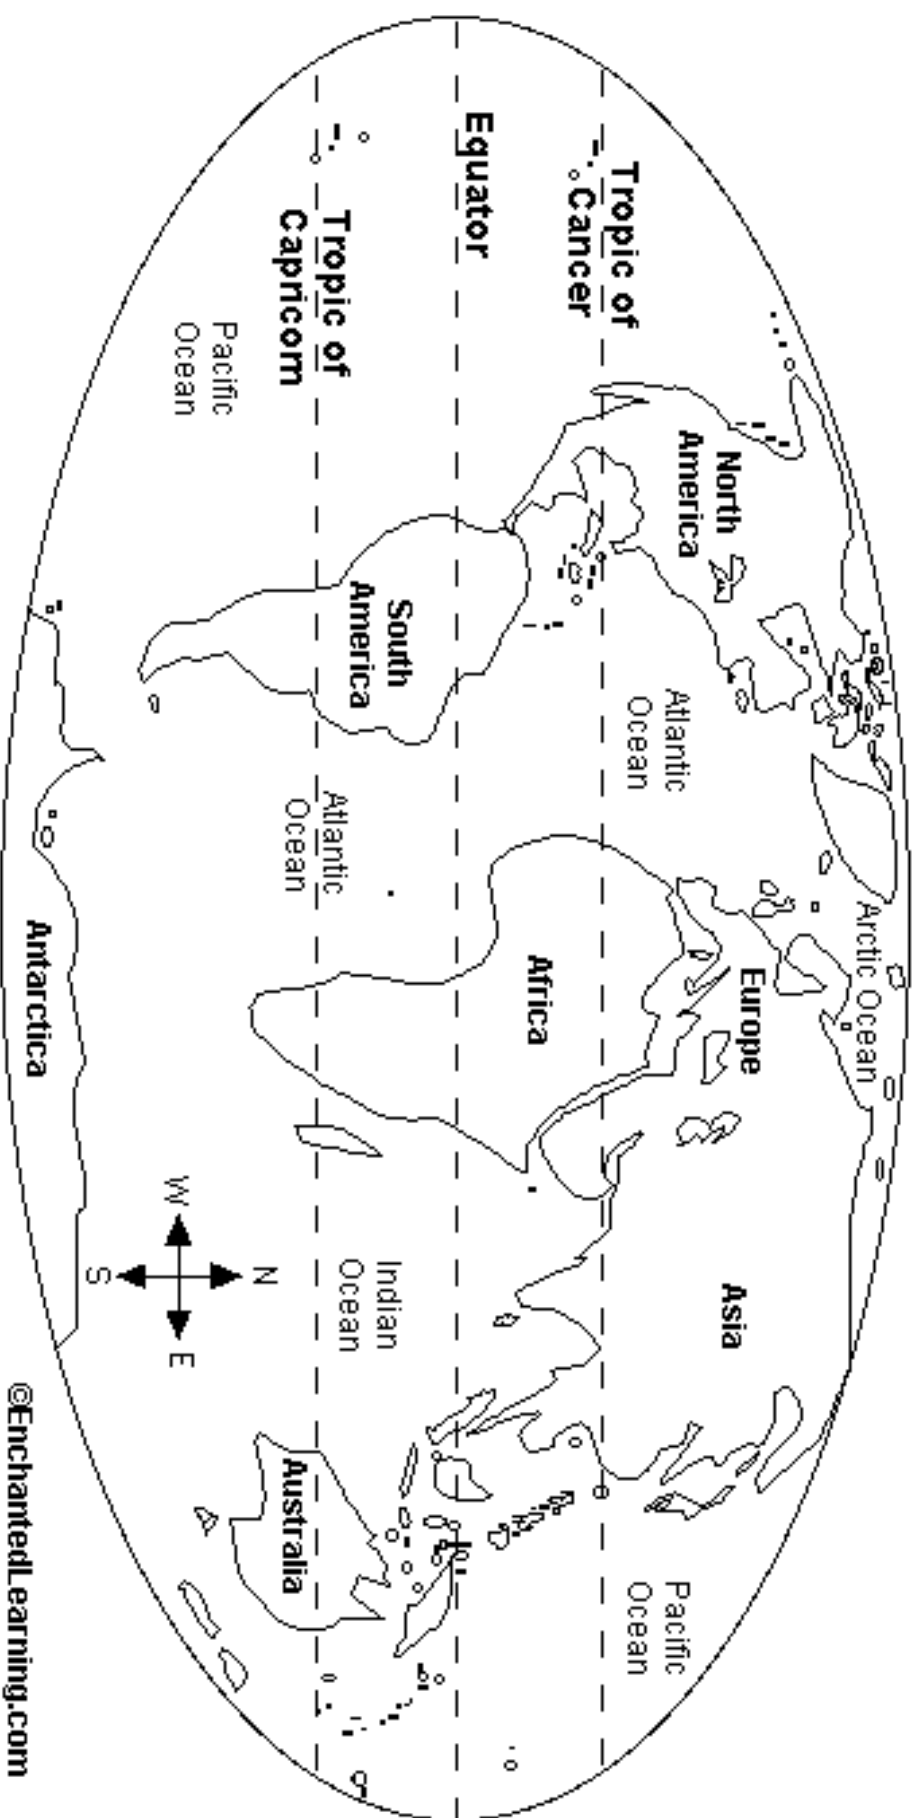 Arctic Ocean
North
America
Europe
Asia
Tropic of
Cancer
Atlantic
Ocean
Pacific
Ocean
Africa
Equator
South
America
Indian
Ocean
Tropic of
Capricorn
Atlantic
Ocean
Australia
Pacific
Ocean
N
W
E
S
Antarctica
©EnchantedLearning.com